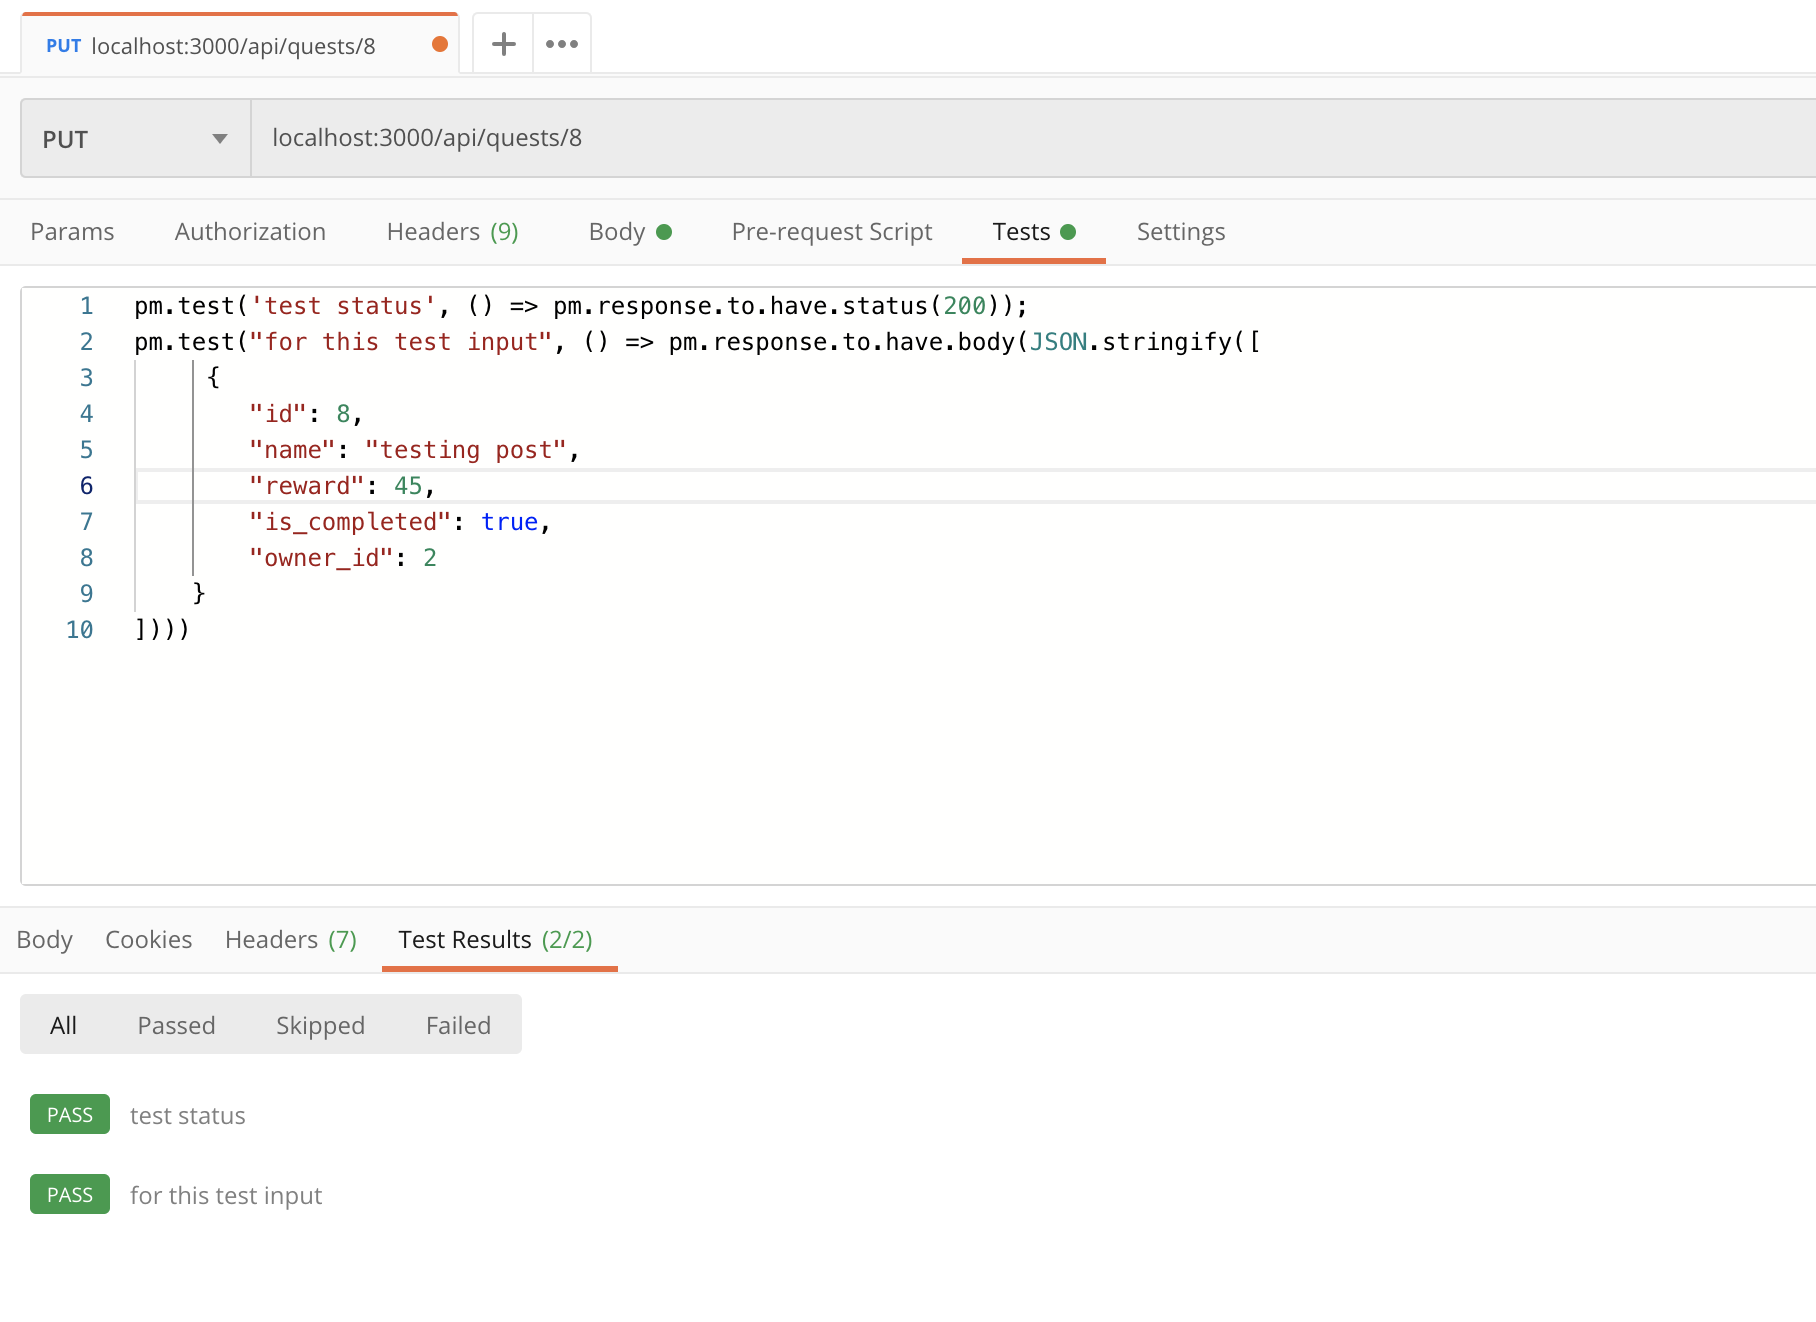 PUT localhost:3000/api/quests/8
PUT localhost:3000/api/quests/8
Params Authorization Headers (9) Body Pre-request Script Tests Settings
1 pm.test('test status', () => pm.response.to.have.status(200));
2 pm.test("for this test input", () => pm.response.to.have.body(JSON.stringify([
3 {
4 "id": 8,
5 "name": "testing post",
6 "reward": 45,
7 "is_completed": true,
8 "owner_id": 2
9 }
10 ])))
Body Cookies Headers (7) Test Results (2/2)
All Passed Skipped Failed
PASS test status
PASS for this test input